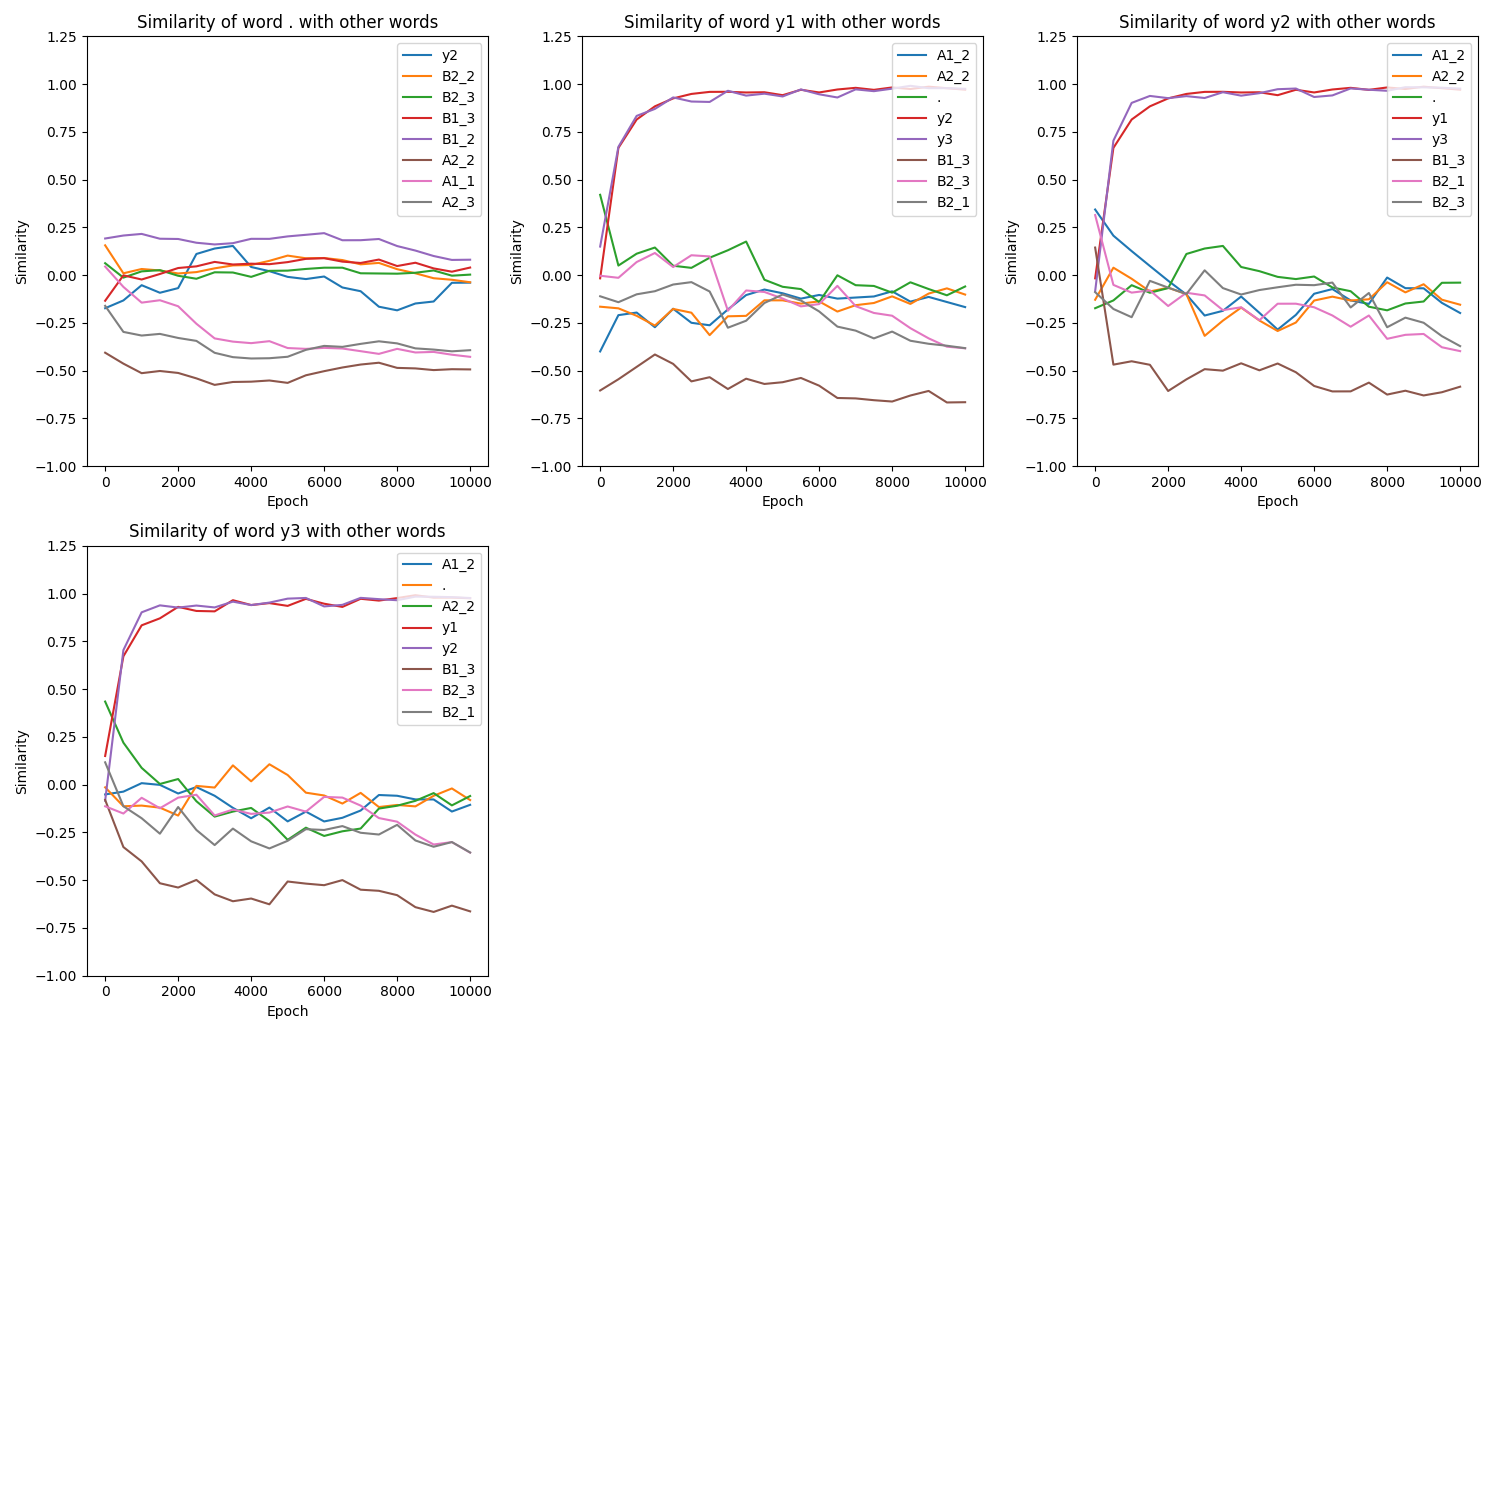 Similarity of word . with other words
1.25
1.00
0.75
0.50
0.25
0.00
−0.25
−0.50
−0.75
−1.00
Similarity
0 2000 4000 6000 8000 10000
Epoch
y2
B2_2
B2_3
B1_3
B1_2
A2_2
A1_1
A2_3
Similarity of word y1 with other words
1.25
1.00
0.75
0.50
0.25
0.00
−0.25
−0.50
−0.75
−1.00
Similarity
0 2000 4000 6000 8000 10000
Epoch
A1_2
A2_2
.
y2
y3
B1_3
B2_3
B2_1
Similarity of word y2 with other words
1.25
1.00
0.75
0.50
0.25
0.00
−0.25
−0.50
−0.75
−1.00
Similarity
0 2000 4000 6000 8000 10000
Epoch
A1_2
A2_2
.
y1
y3
B1_3
B2_1
B2_3
Similarity of word y3 with other words
1.25
1.00
0.75
0.50
0.25
0.00
−0.25
−0.50
−0.75
−1.00
Similarity
0 2000 4000 6000 8000 10000
Epoch
A1_2
.
A2_2
y1
y2
B1_3
B2_3
B2_1